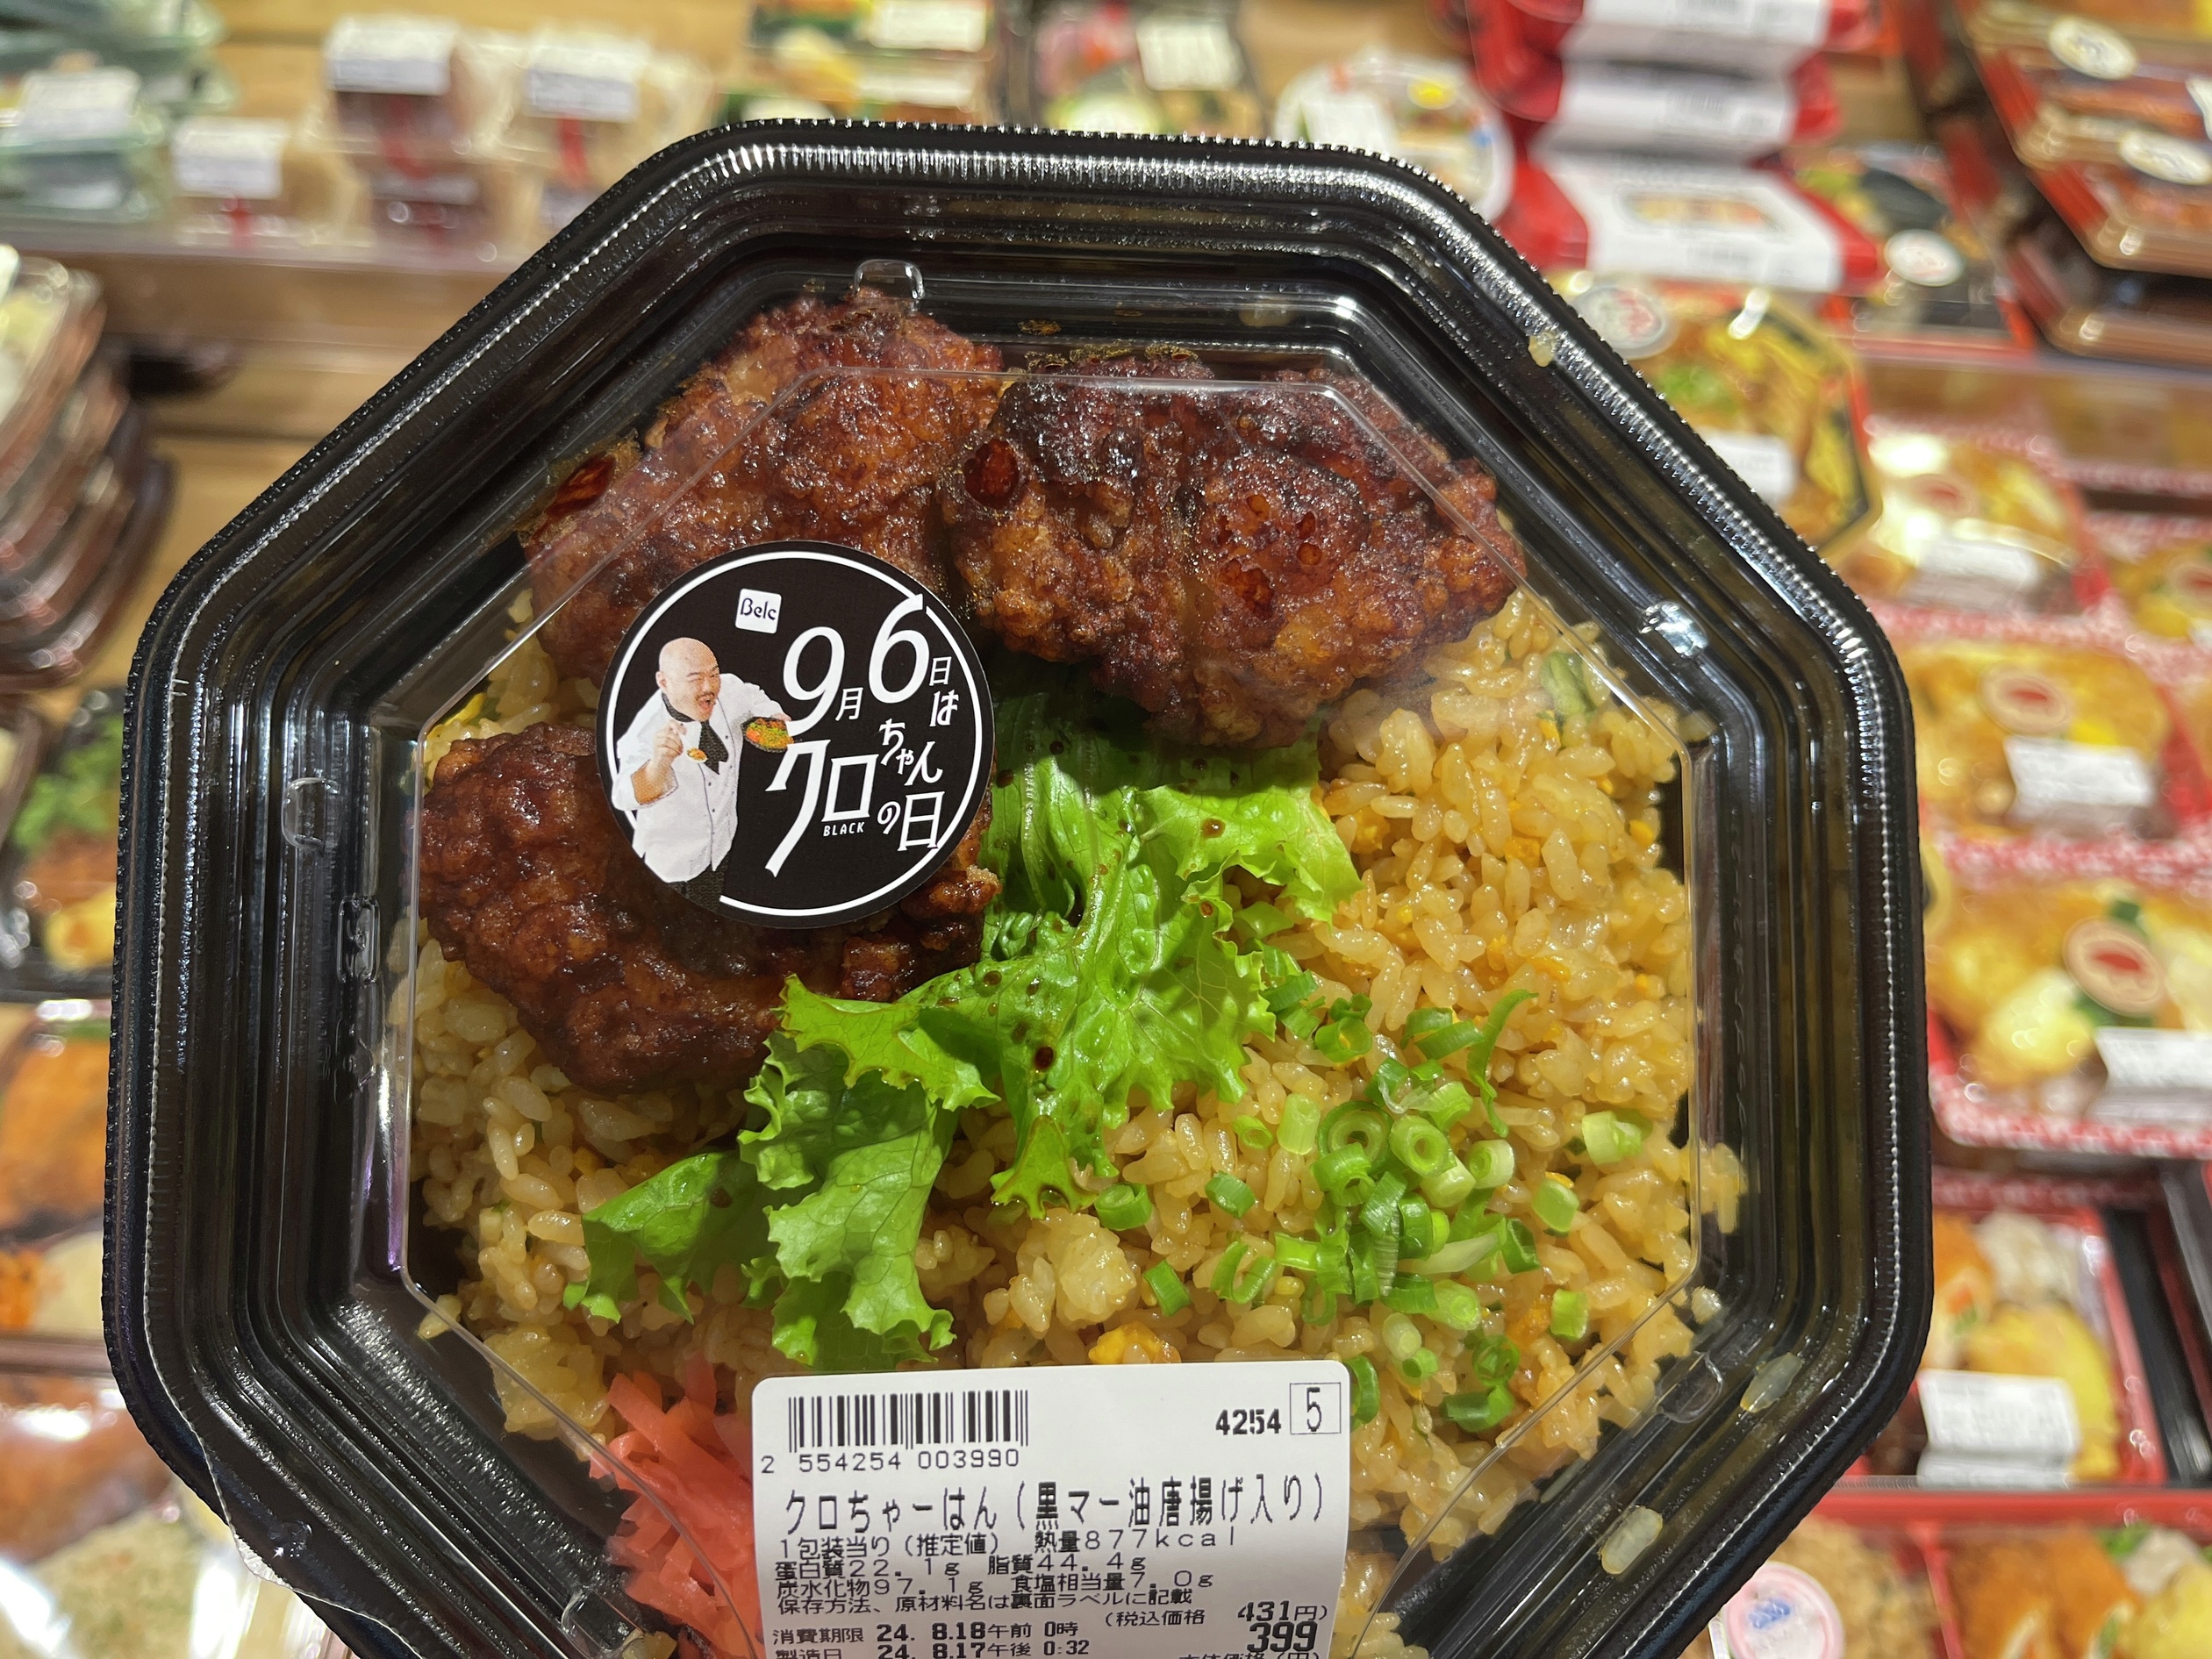 Belc
9月6日は
クロちゃんの日
BLACK
4254 5
2 554254 003990
クロちゃーはん(黒マー油唐揚げ入り)
1包装当り(推定値) 熱量877kcal
蛋白質22.1g 脂質44.4g
炭水化物97.1g 食塩相当量7.0g
保存方法、原材料名は裏面ラベルに記載
(税込価格 431円)
消費期限 24. 8.18午前 0時
399
製造日 24. 8.17午後 0:32
本体価格(円)